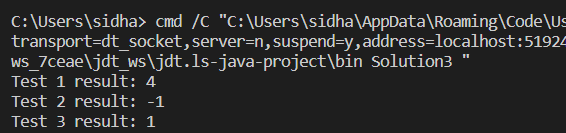 C:\Users\sidha> cmd /C "C:\Users\sidha\AppData\Roaming\Code\Us
transport=dt_socket,server=n,suspend=y,address=localhost:51924
ws_7ceae\jdt_ws\jdt.ls-java-project\bin Solution3 "
Test 1 result: 4
Test 2 result: -1
Test 3 result: 1